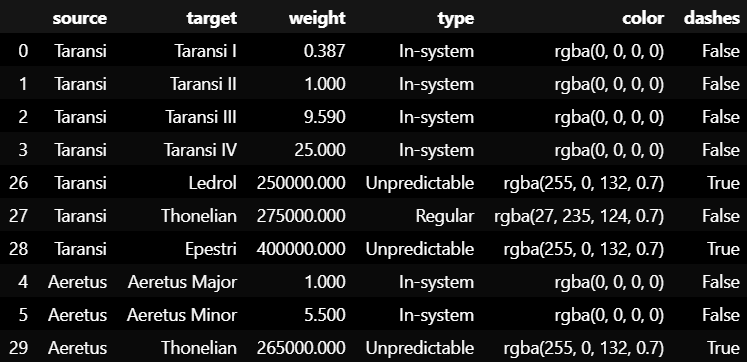 source target weight type color dashes
0 Taransi Taransi I 0.387 In-system rgba(0, 0, 0, 0) False
1 Taransi Taransi II 1.000 In-system rgba(0, 0, 0, 0) False
2 Taransi Taransi III 9.590 In-system rgba(0, 0, 0, 0) False
3 Taransi Taransi IV 25.000 In-system rgba(0, 0, 0, 0) False
26 Taransi Ledrol 250000.000 Unpredictable rgba(255, 0, 132, 0.7) True
27 Taransi Thonelian 275000.000 Regular rgba(27, 235, 124, 0.7) False
28 Taransi Epestri 400000.000 Unpredictable rgba(255, 0, 132, 0.7) True
4 Aeretus Aeretus Major 1.000 In-system rgba(0, 0, 0, 0) False
5 Aeretus Aeretus Minor 5.500 In-system rgba(0, 0, 0, 0) False
29 Aeretus Thonelian 265000.000 Unpredictable rgba(255, 0, 132, 0.7) True